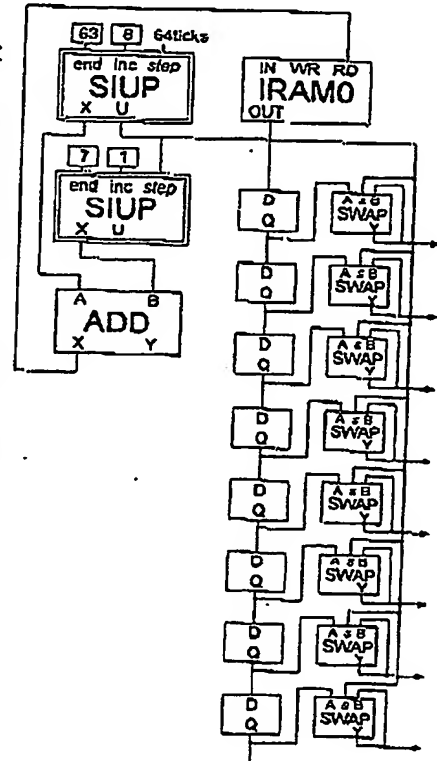 63 8 64ticks
end inc step
SIUP
X U
IN WR RD
IRAM0
OUT
7 1
end inc step
SIUP
X U
A B
ADD
X Y
D
Q
A s B
SWAP
Y
D
Q
A s B
SWAP
Y
D
Q
A s B
SWAP
Y
D
Q
A s B
SWAP
Y
D
Q
A s B
SWAP
Y
D
Q
A s B
SWAP
Y
D
Q
A s B
SWAP
Y
D
Q
A s B
SWAP
Y